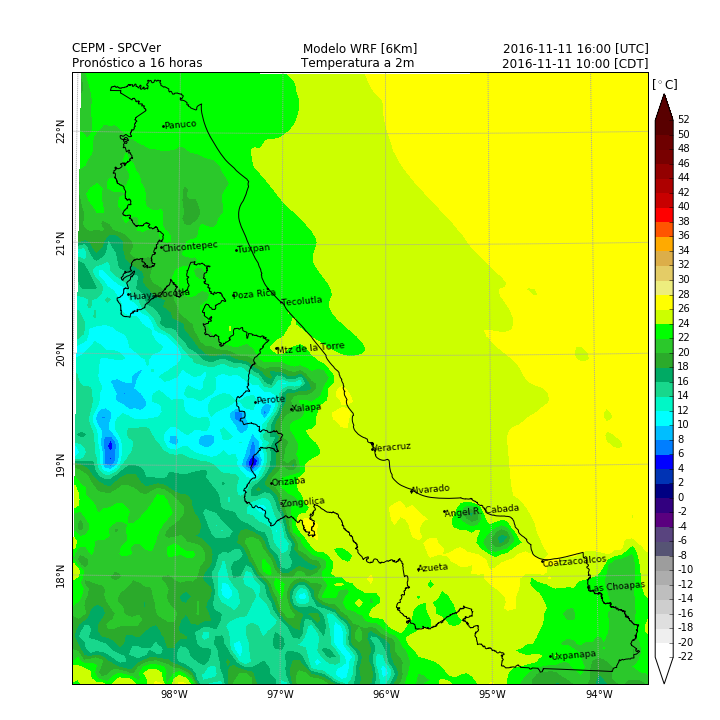 CEPM - SPCVer Modelo WRF [6Km] 2016-11-11 16:00 [UTC]
Pronóstico a 16 horas Temperatura a 2m 2016-11-11 10:00 [CDT]
[°C]
52
50
48
46
44
42
40
38
36
34
32
30
28
26
24
22
20
18
16
14
12
10
8
6
4
2
0
-2
-4
-6
-8
-10
-12
-14
-16
-18
-20
-22
22°N
21°N
20°N
19°N
18°N
Panuco
Chicontepec
Tuxpan
Huayacocotla
Poza Rica
Tecolutla
Mtz de la Torre
Perote
Xalapa
Veracruz
Orizaba
Alvarado
Zongolica
Angel R. Cabada
Azueta
Coatzacoalcos
Las Choapas
Uxpanapa
98°W 97°W 96°W 95°W 94°W